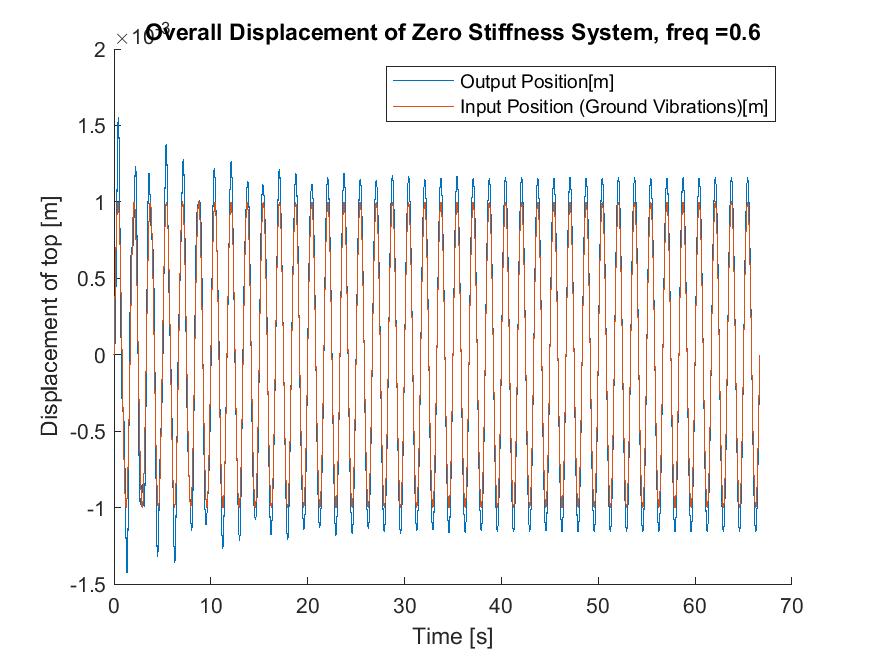 ×10-3
Overall Displacement of Zero Stiffness System, freq =0.6
Output Position[m]
Input Position (Ground Vibrations)[m]
2
1.5
1
0.5
0
-0.5
-1
-1.5
Displacement of top [m]
0 10 20 30 40 50 60 70
Time [s]